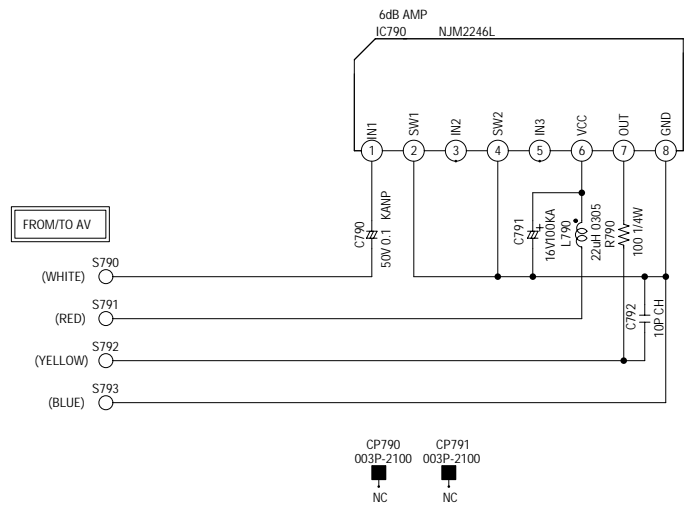 6dB AMP
IC790 NJM2246L
IN1
SW1
IN2
SW2
IN3
VCC
OUT
GND
1 2 3 4 5 6 7 8
FROM/TO AV
C790
50V 0.1 KANP
C791
+
16V100KA
L790
22uH 0305
R790
100 1/4W
C792
10P CH
S790
(WHITE)
S791
(RED)
S792
(YELLOW)
S793
(BLUE)
CP790 CP791
003P-2100 003P-2100
NC NC